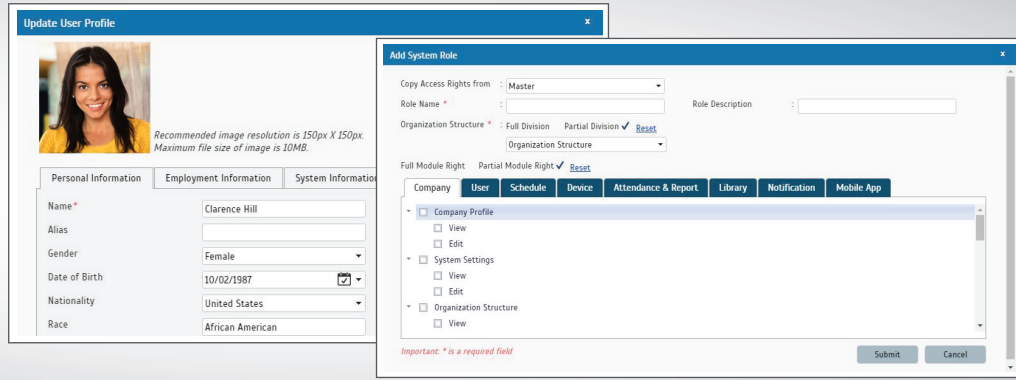 Update User Profile
x
Recommended image resolution is 150px X 150px.
Maximum file size of image is 10MB.
Personal Information Employment Information System Information
Name* Clarence Hill
Alias
Gender Female
Date of Birth 10/02/1987
Nationality United States
Race African American
Add System Role
x
Copy Access Rights from : Master
Role Name * : Role Description :
Organization Structure * : Full Division Partial Division Reset
Organization Structure
Full Module Right Partial Module Right Reset
Company User Schedule Device Attendance & Report Library Notification Mobile App
Company Profile
View
Edit
System Settings
View
Edit
Organization Structure
View
Important: * is a required field
Submit Cancel